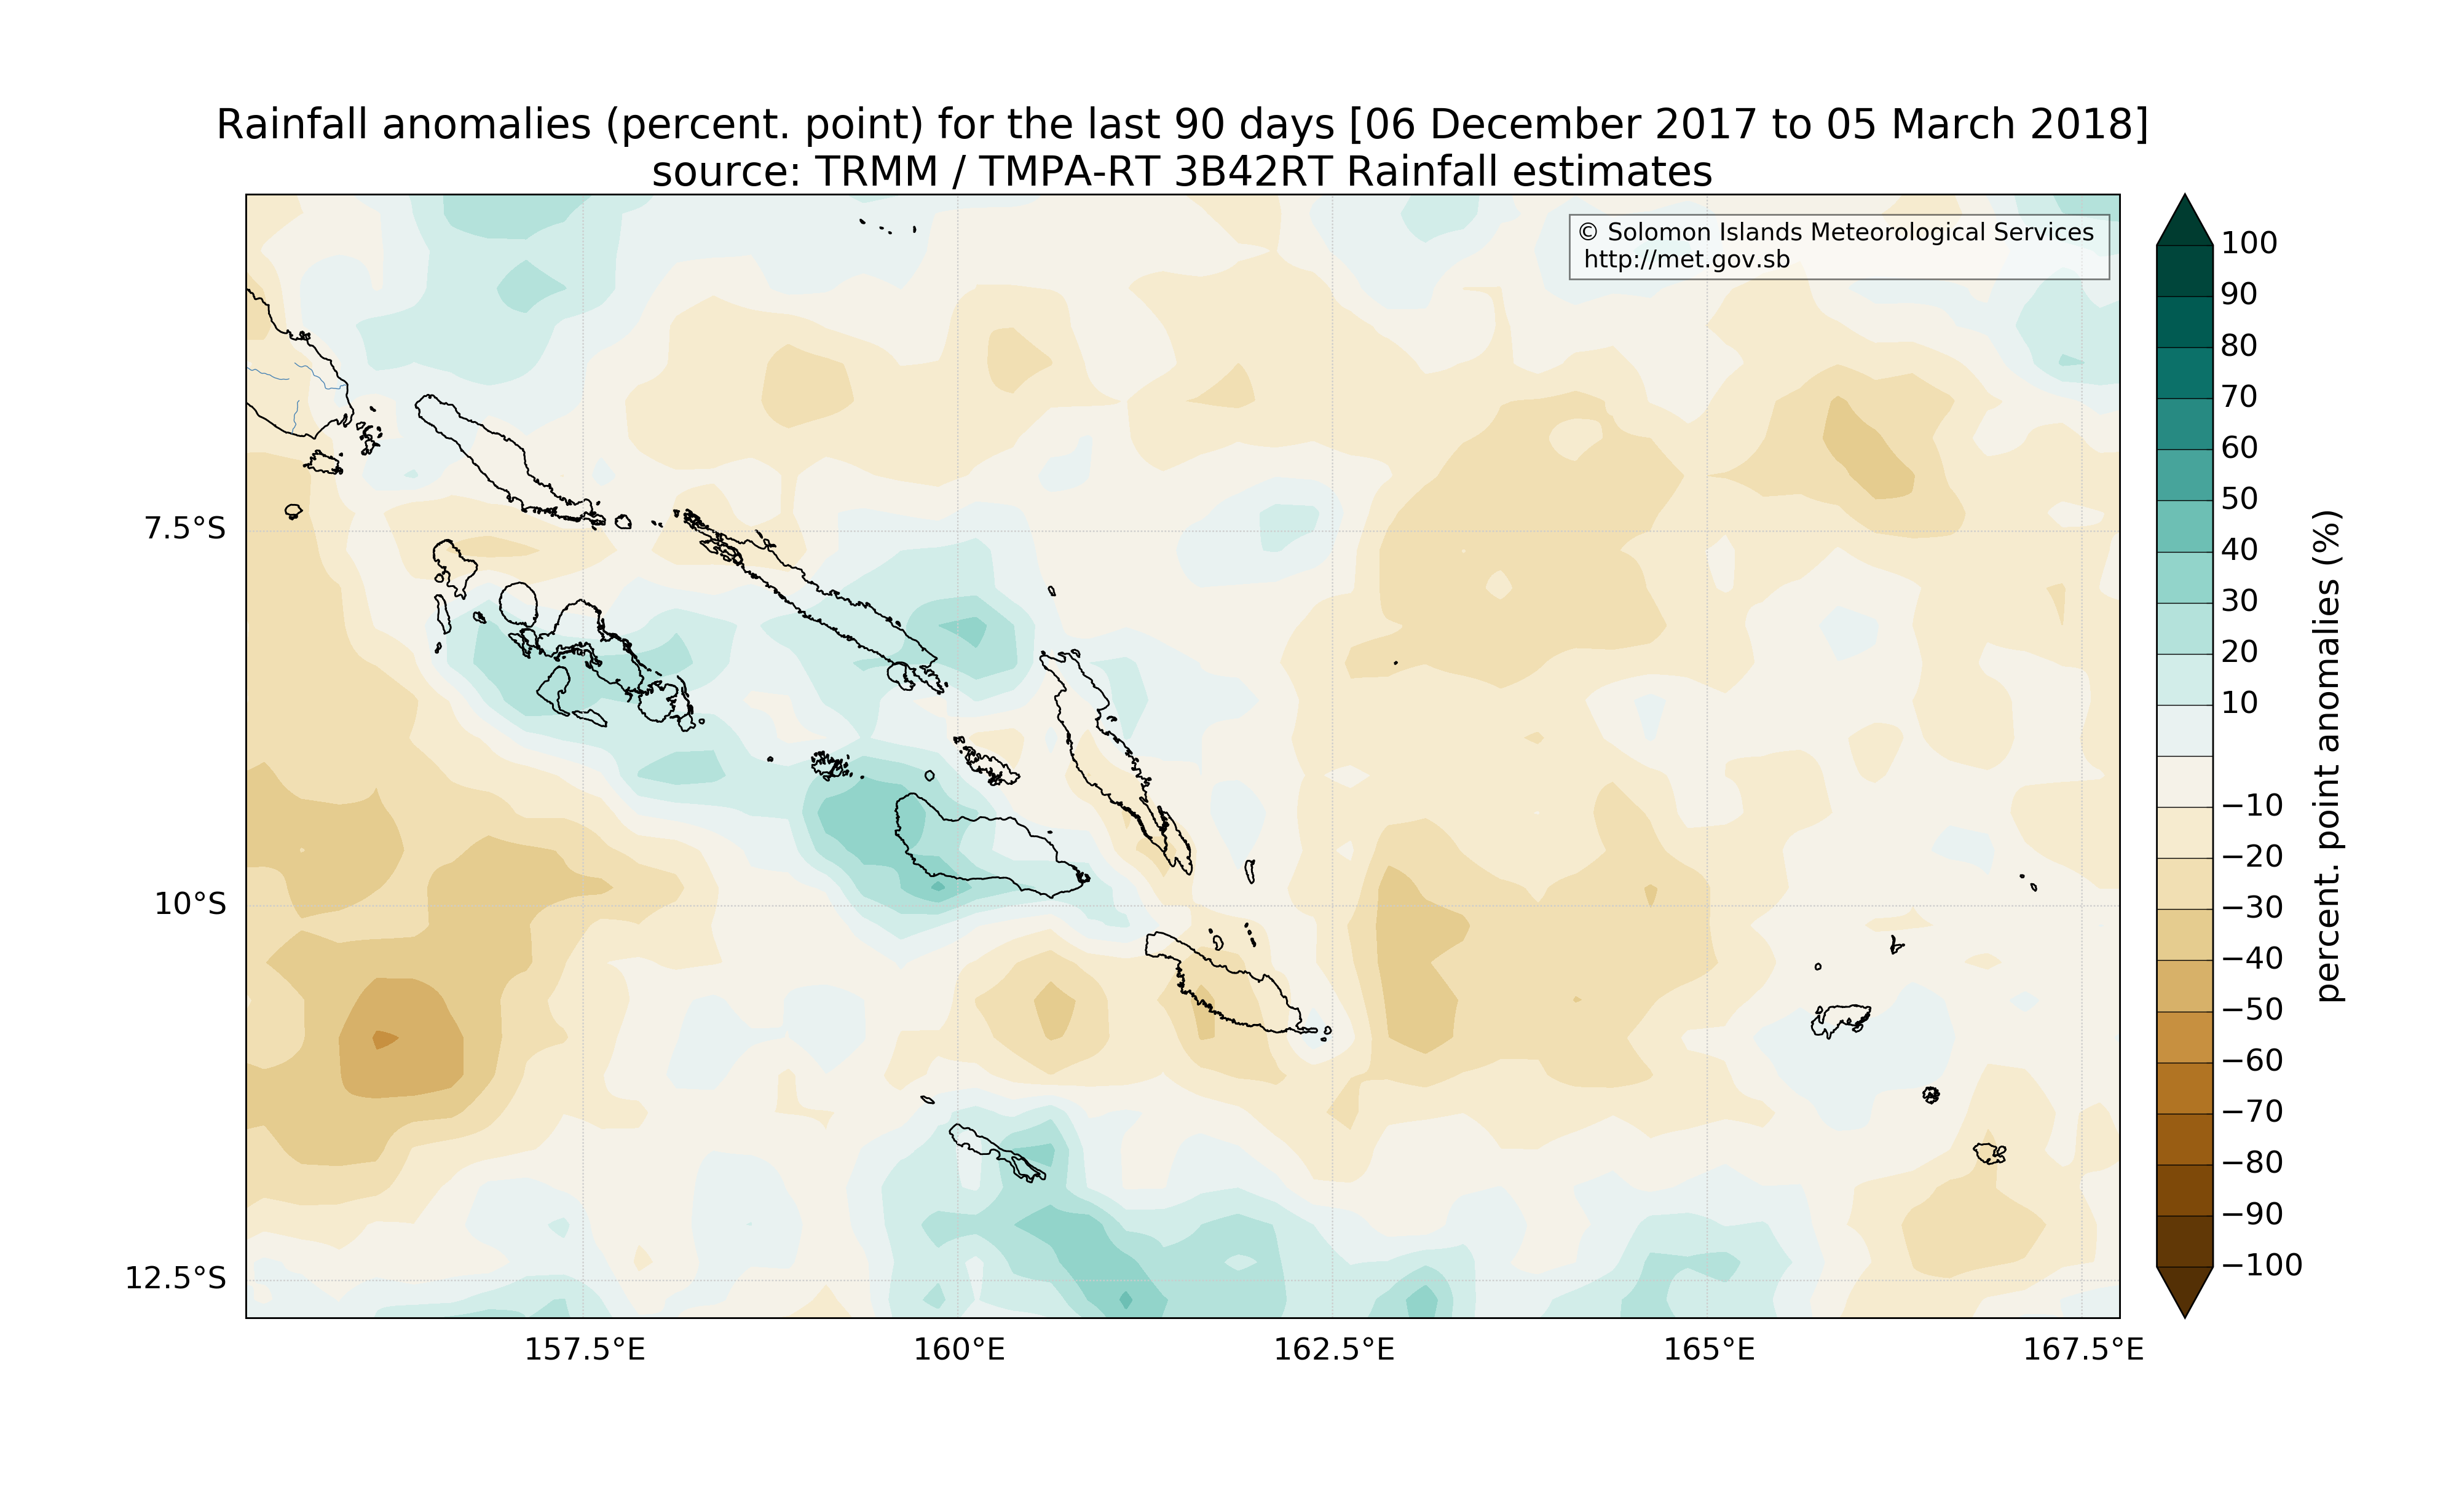 Rainfall anomalies (percent. point) for the last 90 days [06 December 2017 to 05 March 2018]
source: TRMM / TMPA-RT 3B42RT Rainfall estimates
© Solomon Islands Meteorological Services
http://met.gov.sb
7.5°S
10°S
12.5°S
157.5°E
160°E
162.5°E
165°E
167.5°E
100
90
80
70
60
50
40
30
20
10
−10
−20
−30
−40
−50
−60
−70
−80
−90
−100
percent. point anomalies (%)